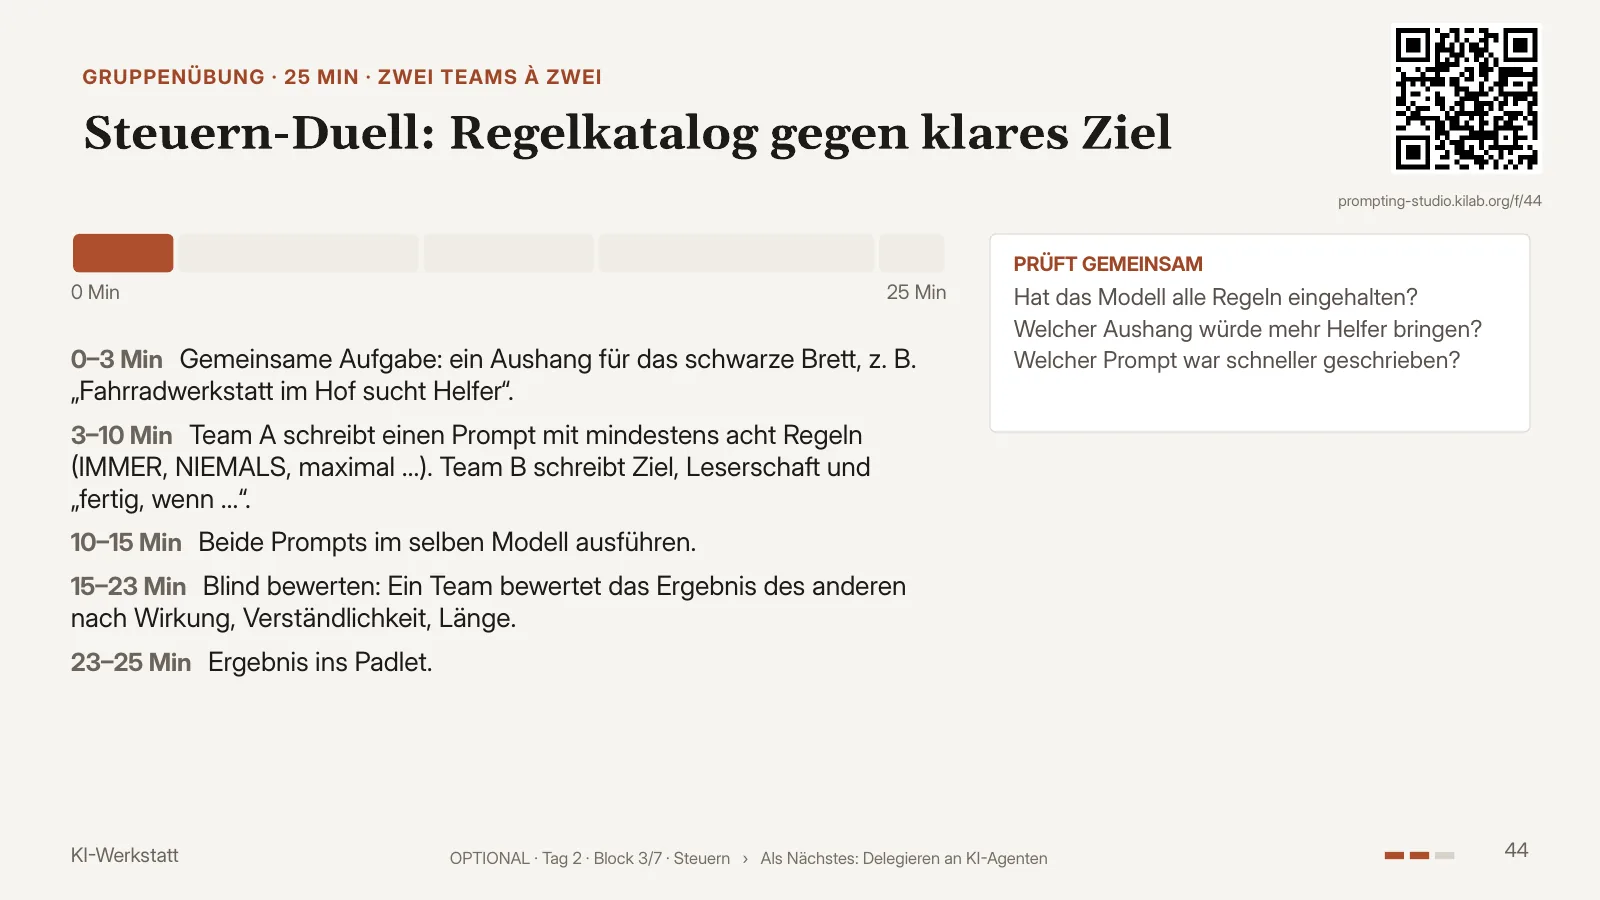 GRUPPENÜBUNG · 25 MIN · ZWEI TEAMS À ZWEI
Steuern-Duell: Regelkatalog gegen klares Ziel
prompting-studio.kilab.org/f/44
0 Min
25 Min
0–3 Min Gemeinsame Aufgabe: ein Aushang für das schwarze Brett, z. B.
„Fahrradwerkstatt im Hof sucht Helfer“.
3–10 Min Team A schreibt einen Prompt mit mindestens acht Regeln
(IMMER, NIEMALS, maximal ...). Team B schreibt Ziel, Leserschaft und
„fertig, wenn ...“.
10–15 Min Beide Prompts im selben Modell ausführen.
15–23 Min Blind bewerten: Ein Team bewertet das Ergebnis des anderen
nach Wirkung, Verständlichkeit, Länge.
23–25 Min Ergebnis ins Padlet.
PRÜFT GEMEINSAM
Hat das Modell alle Regeln eingehalten?
Welcher Aushang würde mehr Helfer bringen?
Welcher Prompt war schneller geschrieben?
KI-Werkstatt
OPTIONAL · Tag 2 · Block 3/7 · Steuern › Als Nächstes: Delegieren an KI-Agenten
44